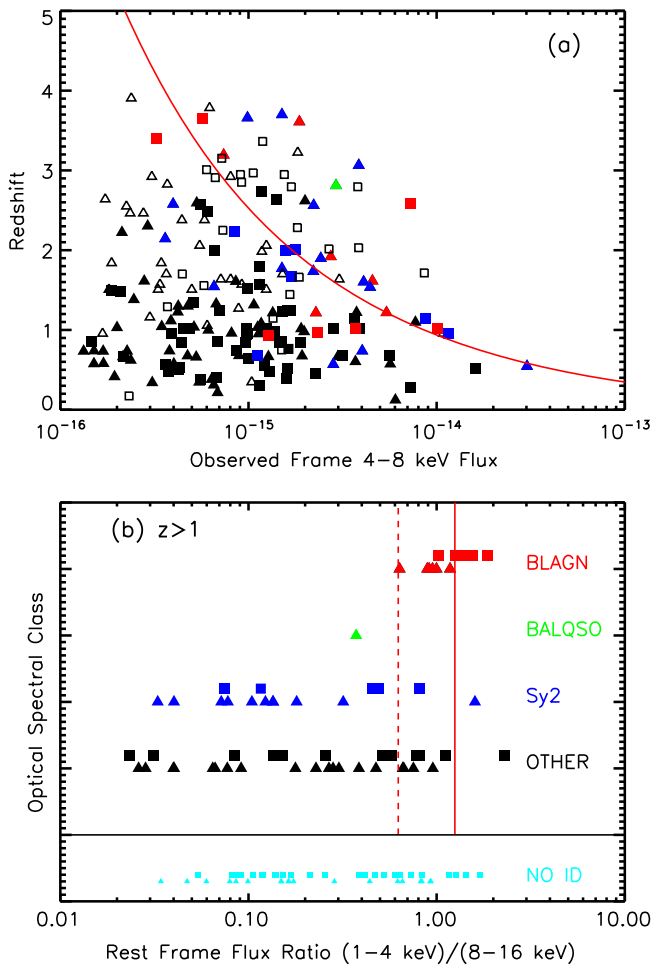 (a)
5
4
3
2
1
0
Redshift
10^-16
10^-15
10^-14
10^-13
Observed Frame 4–8 keV Flux
(b) z>1
BLAGN
BALQSO
Sy2
OTHER
NO ID
Optical Spectral Class
0.01
0.10
1.00
10.00
Rest Frame Flux Ratio (1–4 keV)/(8–16 keV)